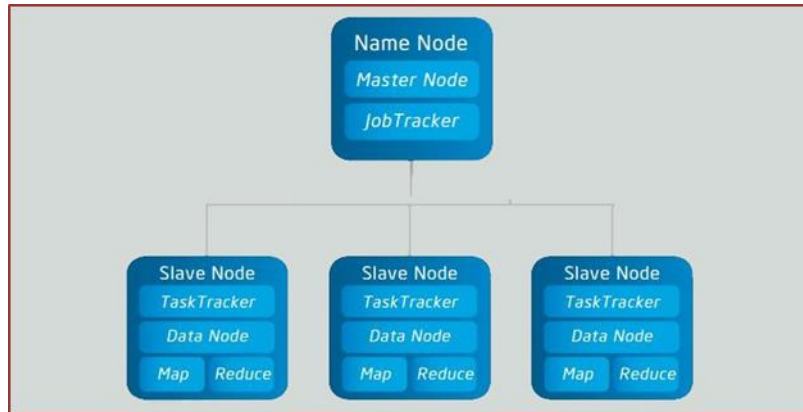 Name Node
Master Node
JobTracker
Slave Node
TaskTracker
Data Node
Map Reduce
Slave Node
TaskTracker
Data Node
Map Reduce
Slave Node
TaskTracker
Data Node
Map Reduce